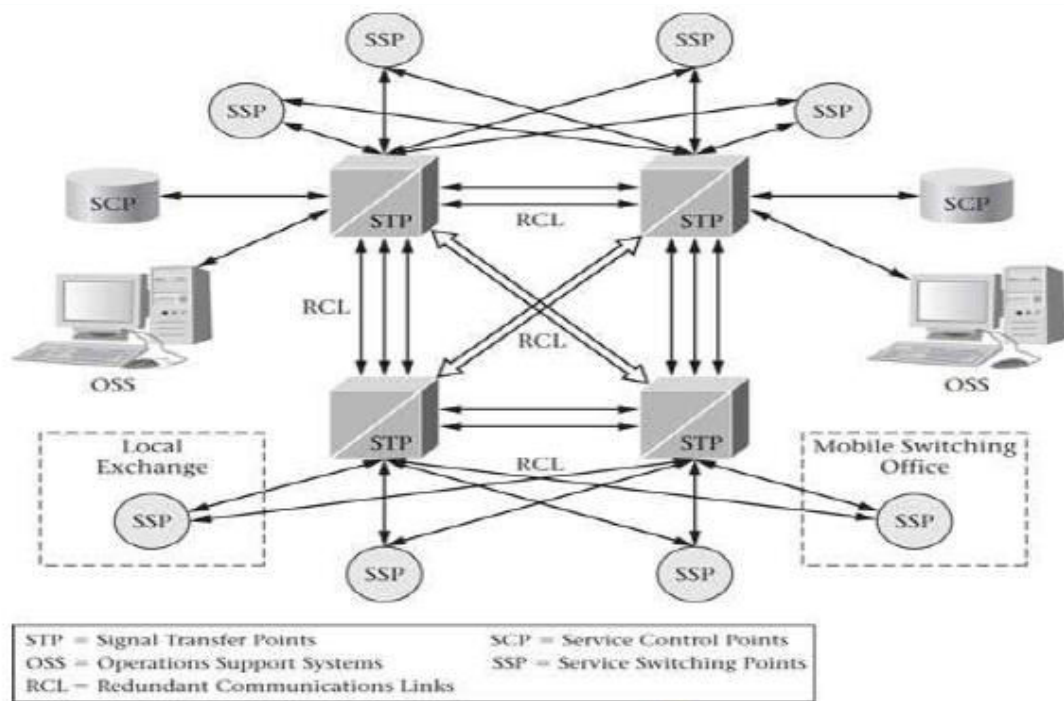 SSP
SSP
SSP
SSP
SCP
STP
RCL
STP
SCP
RCL
RCL
OSS
OSS
STP
STP
Local
Exchange
RCL
Mobile Switching
Office
SSP
SSP
SSP
SSP
STP = Signal Transfer Points
SCP = Service Control Points
OSS = Operations Support Systems
SSP = Service Switching Points
RCL = Redundant Communications Links